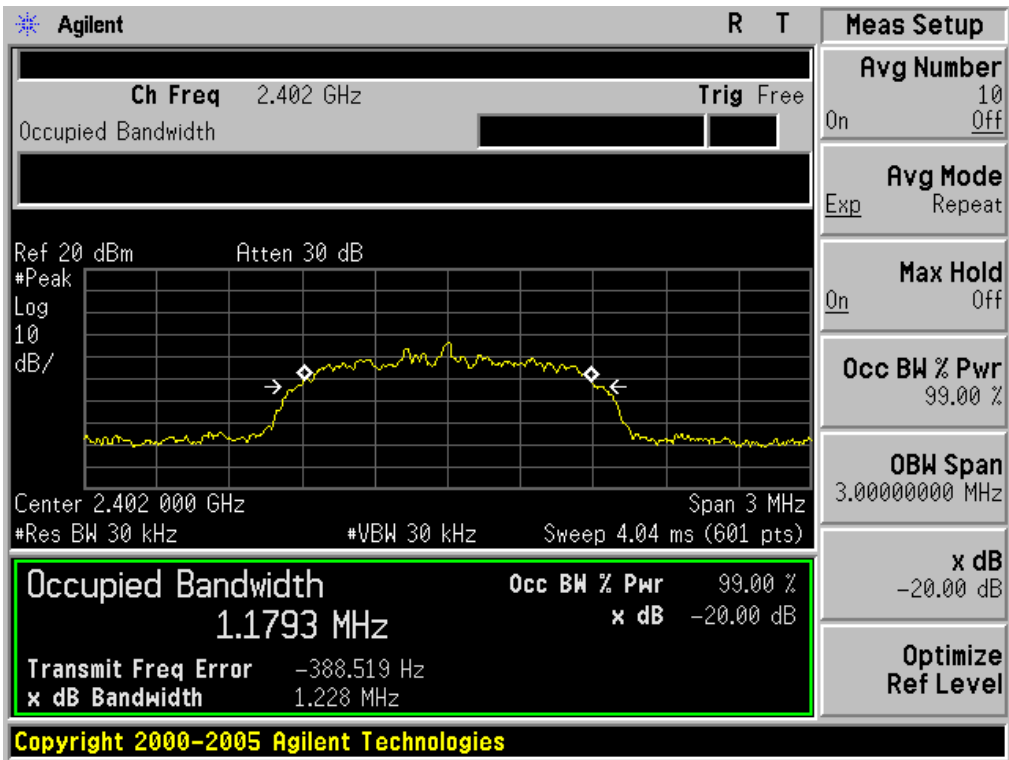 Agilent R T
Ch Freq 2.402 GHz Trig Free
Occupied Bandwidth
Ref 20 dBm Atten 30 dB
#Peak
Log
10
dB/
Center 2.402 000 GHz Span 3 MHz
#Res BW 30 kHz #VBW 30 kHz Sweep 4.04 ms (601 pts)
Occupied Bandwidth
1.1793 MHz
Occ BW % Pwr 99.00 %
x dB -20.00 dB
Transmit Freq Error -388.519 Hz
x dB Bandwidth 1.228 MHz
Copyright 2000-2005 Agilent Technologies
Meas Setup
Avg Number
10
On Off
Avg Mode
Exp Repeat
Max Hold
On Off
Occ BW % Pwr
99.00 %
OBW Span
3.00000000 MHz
x dB
-20.00 dB
Optimize
Ref Level